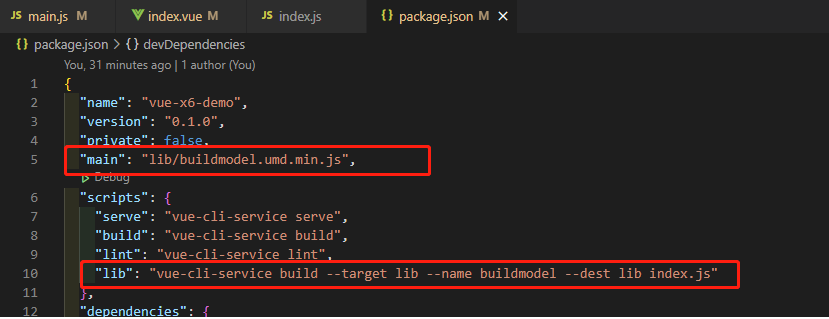 JS main.js M index.vue M JS index.js {} package.json M ×
{} package.json > {} devDependencies
You, 31 minutes ago | 1 author (You)
1 {
2 "name": "vue-x6-demo",
3 "version": "0.1.0",
4 "private": false,
5 "main": "lib/buildmodel.umd.min.js",
Debug
6 "scripts": {
7 "serve": "vue-cli-service serve",
8 "build": "vue-cli-service build",
9 "lint": "vue-cli-service lint",
10 "lib": "vue-cli-service build --target lib --name buildmodel --dest lib index.js"
11 },
12 "dependencies": {